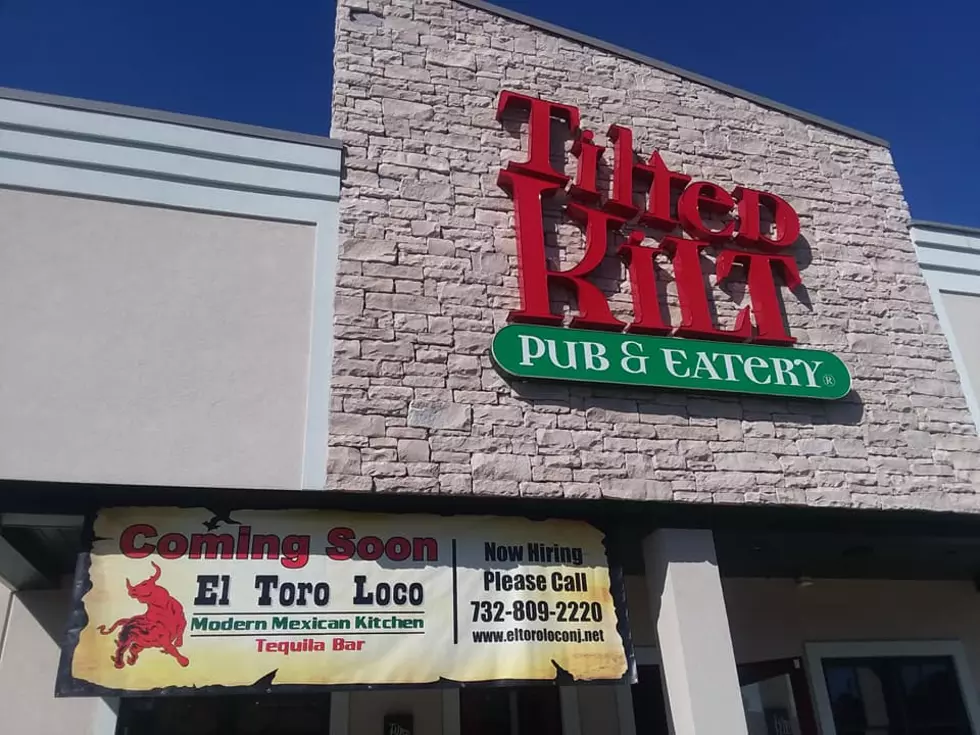 Tilted
Kilt
Pub & Eatery®
Coming Soon
El Toro Loco
Modern Mexican Kitchen
Tequila Bar
Now Hiring
Please Call
732-809-2220
www.eltoroloconj.net